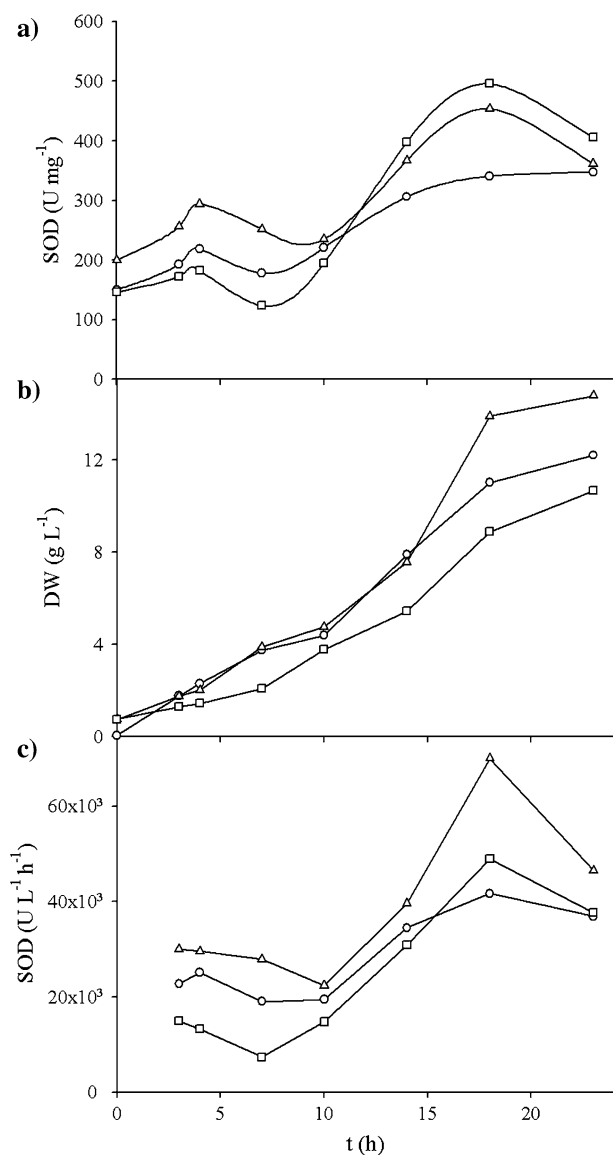 a)
600
500
400
300
200
100
0
SOD (U mg⁻¹)
b)
12
8
4
0
DW (g L⁻¹)
c)
60x10³
40x10³
20x10³
0
SOD (U L⁻¹ h⁻¹)
0 5 10 15 20
t (h)